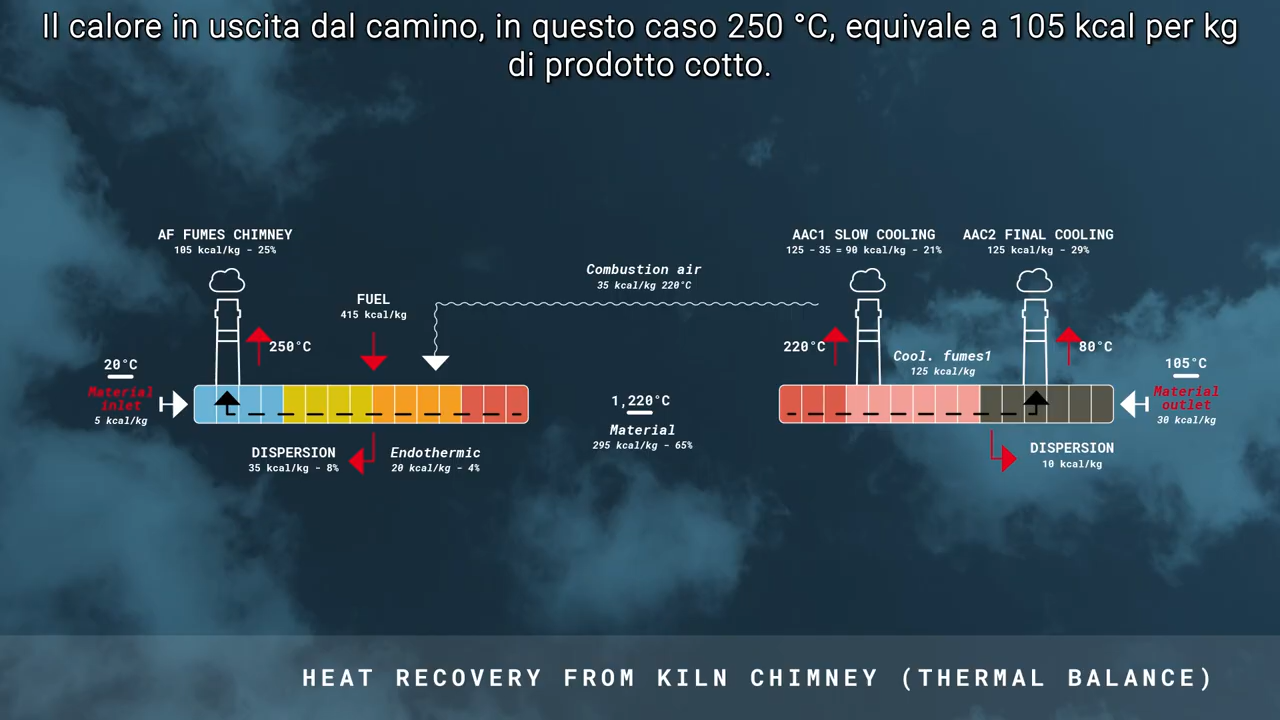 Il calore in uscita dal camino, in questo caso 250 °C, equivale a 105 kcal per kg
di prodotto cotto.
AF FUMES CHIMNEY
105 kcal/kg - 25%
AAC1 SLOW COOLING
125 - 35 = 90 kcal/kg - 21%
AAC2 FINAL COOLING
125 kcal/kg - 29%
Combustion air
35 kcal/kg 220°C
FUEL
415 kcal/kg
250°C
220°C
Cool. fumes1
125 kcal/kg
80°C
20°C
Material
inlet
5 kcal/kg
105°C
Material
outlet
30 kcal/kg
1,220°C
Material
295 kcal/kg - 65%
DISPERSION
35 kcal/kg - 8%
Endothermic
20 kcal/kg - 4%
DISPERSION
10 kcal/kg
HEAT RECOVERY FROM KILN CHIMNEY (THERMAL BALANCE)